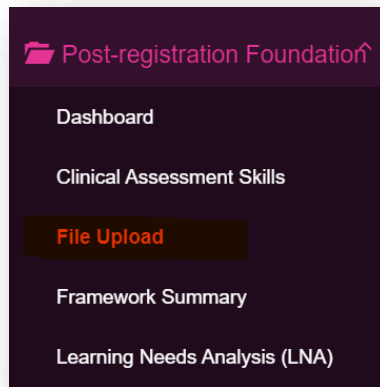 Post-registration Foundation
Dashboard
Clinical Assessment Skills
File Upload
Framework Summary
Learning Needs Analysis (LNA)